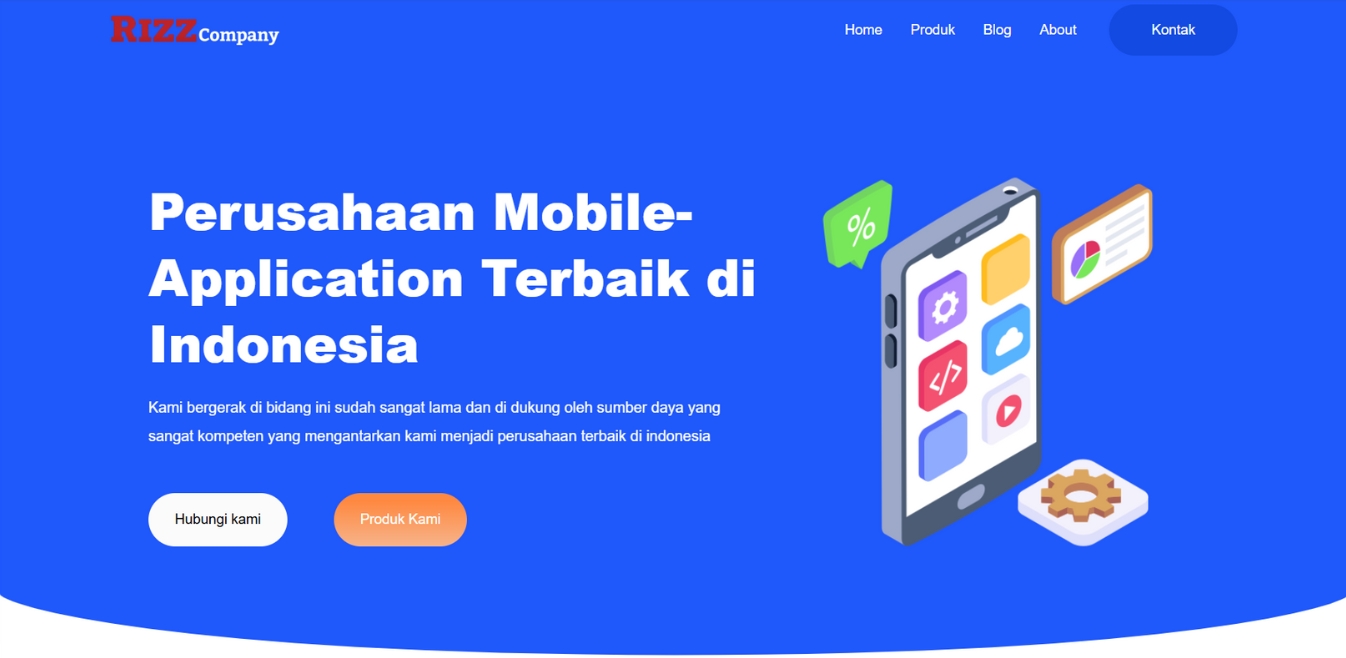 RIZZ Company
Home Produk Blog About Kontak
%
Perusahaan Mobile-
Application Terbaik di
Indonesia
</>
Kami bergerak di bidang ini sudah sangat lama dan di dukung oleh sumber daya yang
sangat kompeten yang mengantarkan kami menjadi perusahaan terbaik di indonesia
Hubungi kami Produk Kami